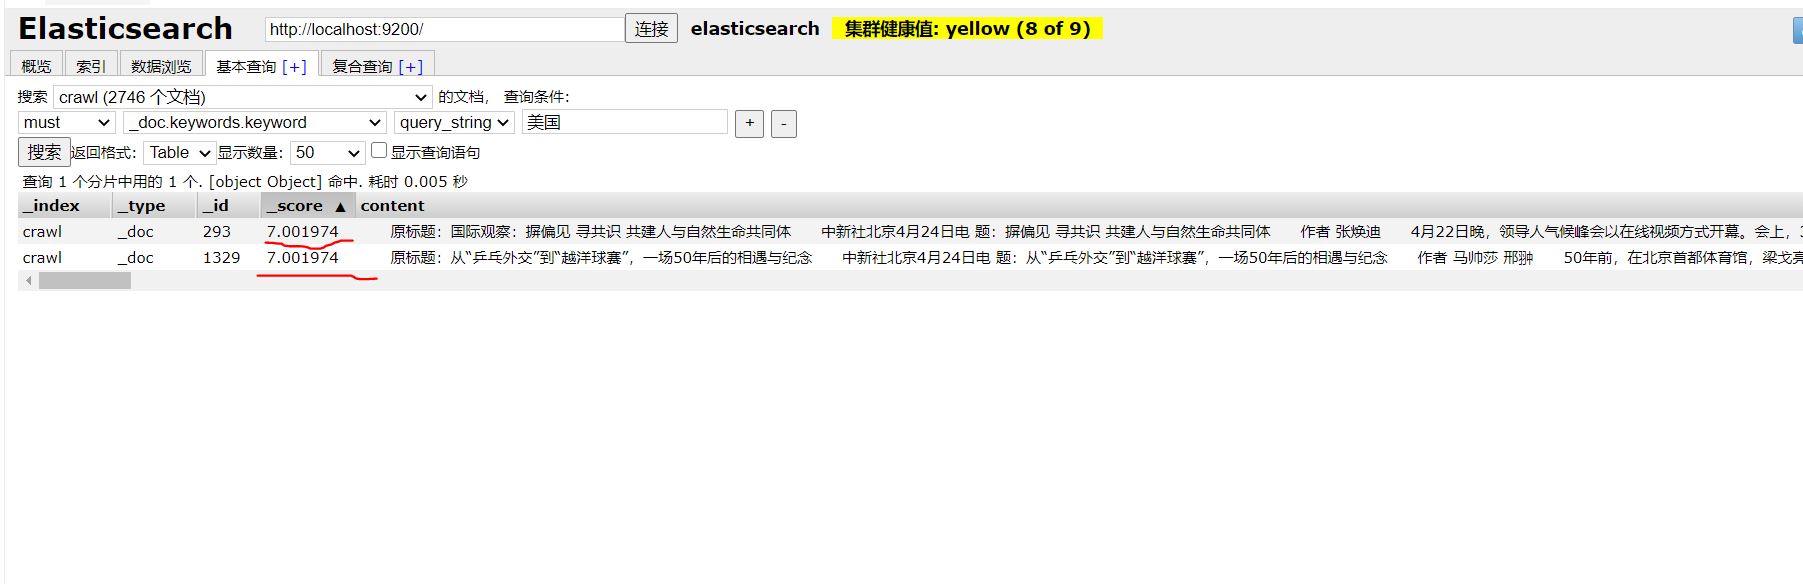 Elasticsearch http://localhost:9200/ 连接 elasticsearch 集群健康值: yellow (8 of 9)
概览 索引 数据浏览 基本查询 [+] 复合查询 [+]
搜索 crawl (2746 个文档) 的文档， 查询条件：
must _doc.keywords.keyword query_string 美国 + -
搜索 返回格式： Table 显示数量： 50 显示查询语句
查询 1 个分片中用的 1 个. [object Object] 命中. 耗时 0.005 秒
_index _type _id _score ▲ content
crawl _doc 293 7.001974 原标题：国际观察：摒偏见 寻共识 共建人与自然生命共同体 中新社北京4月24日电 题：摒偏见 寻共识 共建人与自然生命共同体 作者 张焕迪 4月22日晚，领导人气候峰会以在线视频方式开幕。会上，
crawl _doc 1329 7.001974 原标题：从“乒乓外交”到“越洋球赛”，一场50年后的相遇与纪念 中新社北京4月24日电 题：从“乒乓外交”到“越洋球赛”，一场50年后的相遇与纪念 作者 马帅莎 邢翀 50年前，在北京首都体育馆，梁戈亮